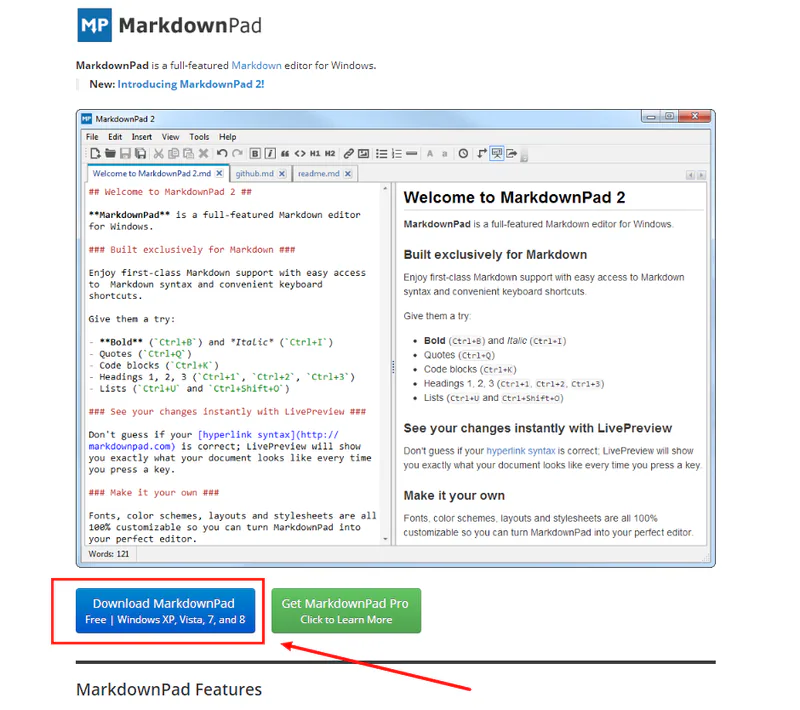 MP MarkdownPad
MarkdownPad is a full-featured Markdown editor for Windows.
New: Introducing MarkdownPad 2!
MP MarkdownPad 2
File Edit Insert View Tools Help
B I “ <> H1 H2 A a
Welcome to MarkdownPad 2.md × github.md × readme.md ×
## Welcome to MarkdownPad 2 ##
**MarkdownPad** is a full-featured Markdown editor
for Windows.
### Built exclusively for Markdown ###
Enjoy first-class Markdown support with easy access
to  Markdown syntax and convenient keyboard
shortcuts.
Give them a try:
- **Bold** (`Ctrl+B`) and *Italic* (`Ctrl+I`)
- Quotes (`Ctrl+Q`)
- Code blocks (`Ctrl+K`)
- Headings 1, 2, 3 (`Ctrl+1`, `Ctrl+2`, `Ctrl+3`)
- Lists (`Ctrl+U` and `Ctrl+Shift+O`)
### See your changes instantly with LivePreview ###
Don't guess if your [hyperlink syntax](http://
markdownpad.com) is correct; LivePreview will show
you exactly what your document looks like every time
you press a key.
### Make it your own ###
Fonts, color schemes, layouts and stylesheets are all
100% customizable so you can turn MarkdownPad into
your perfect editor.
Welcome to MarkdownPad 2
MarkdownPad is a full-featured Markdown editor for Windows.
Built exclusively for Markdown
Enjoy first-class Markdown support with easy access to Markdown
syntax and convenient keyboard shortcuts.
Give them a try:
• Bold (Ctrl+B) and Italic (Ctrl+I)
• Quotes (Ctrl+Q)
• Code blocks (Ctrl+K)
• Headings 1, 2, 3 (Ctrl+1, Ctrl+2, Ctrl+3)
• Lists (Ctrl+U and Ctrl+Shift+O)
See your changes instantly with LivePreview
Don't guess if your hyperlink syntax is correct; LivePreview will show
you exactly what your document looks like every time you press a key.
Make it your own
Fonts, color schemes, layouts and stylesheets are all 100%
customizable so you can turn MarkdownPad into your perfect editor.
Words: 121
Download MarkdownPad
Free | Windows XP, Vista, 7, and 8
Get MarkdownPad Pro
Click to Learn More
MarkdownPad Features